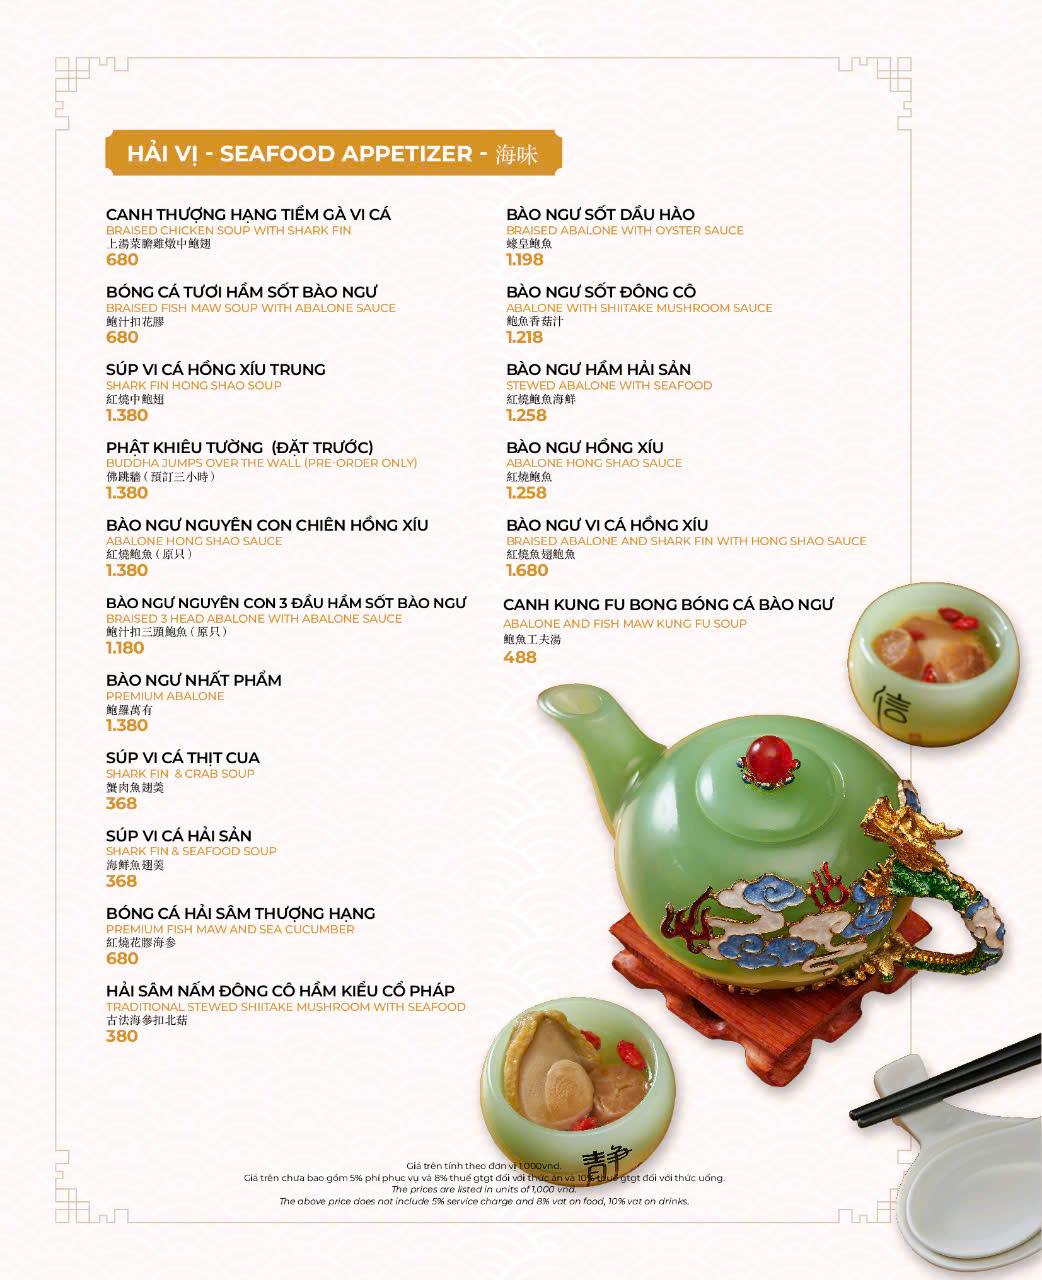 HẢI VỊ - SEAFOOD APPETIZER - 海味
CANH THƯỢNG HẠNG TIỀM GÀ VI CÁ
BRAISED CHICKEN SOUP WITH SHARK FIN
上湯菜膽雞燉中鮑翅
680
BÓNG CÁ TƯƠI HẦM SỐT BÀO NGƯ
BRAISED FISH MAW SOUP WITH ABALONE SAUCE
鮑汁扣花膠
680
SÚP VI CÁ HỒNG XÍU TRUNG
SHARK FIN HONG SHAO SOUP
紅燒中鮑翅
1.380
PHẬT KHIÊU TƯỜNG (ĐẶT TRƯỚC)
BUDDHA JUMPS OVER THE WALL (PRE-ORDER ONLY)
佛跳牆 ( 預訂三小時 )
1.380
BÀO NGƯ NGUYÊN CON CHIÊN HỒNG XÍU
ABALONE HONG SHAO SAUCE
紅燒鮑魚 ( 原只 )
1.380
BÀO NGƯ NGUYÊN CON 3 ĐẦU HẦM SỐT BÀO NGƯ
BRAISED 3 HEAD ABALONE WITH ABALONE SAUCE
鮑汁扣三頭鮑魚 ( 原只 )
1.180
BÀO NGƯ NHẤT PHẨM
PREMIUM ABALONE
鮑羅萬有
1.380
SÚP VI CÁ THỊT CUA
SHARK FIN & CRAB SOUP
蟹肉魚翅羹
368
SÚP VI CÁ HẢI SẢN
SHARK FIN & SEAFOOD SOUP
海鮮魚翅羹
368
BÓNG CÁ HẢI SÂM THƯỢNG HẠNG
PREMIUM FISH MAW AND SEA CUCUMBER
紅燒花膠海参
680
HẢI SÂM NẤM ĐÔNG CÔ HẦM KIỂU CỔ PHÁP
TRADITIONAL STEWED SHIITAKE MUSHROOM WITH SEAFOOD
古法海參扣北菇
380
BÀO NGƯ SỐT DẦU HÀO
BRAISED ABALONE WITH OYSTER SAUCE
蠔皇鮑魚
1.198
BÀO NGƯ SỐT ĐÔNG CÔ
ABALONE WITH SHIITAKE MUSHROOM SAUCE
鮑魚香菇汁
1.218
BÀO NGƯ HẦM HẢI SẢN
STEWED ABALONE WITH SEAFOOD
紅燒鮑魚海鮮
1.258
BÀO NGƯ HỒNG XÍU
ABALONE HONG SHAO SAUCE
紅燒鮑魚
1.258
BÀO NGƯ VI CÁ HỒNG XÍU
BRAISED ABALONE AND SHARK FIN WITH HONG SHAO SAUCE
紅燒魚翅鮑魚
1.680
CANH KUNG FU BONG BÓNG CÁ BÀO NGƯ
ABALONE AND FISH MAW KUNG FU SOUP
鮑魚工夫湯
488
信
静
Giá trên tính theo đơn vị 1.000vnd.
Giá trên chưa bao gồm 5% phí phục vụ và 8% thuế gtgt đối với thức ăn và 10% thuế gtgt đối với thức uống.
The prices are listed in units of 1,000 vnd.
The above price does not include 5% service charge and 8% vat on food, 10% vat on drinks.